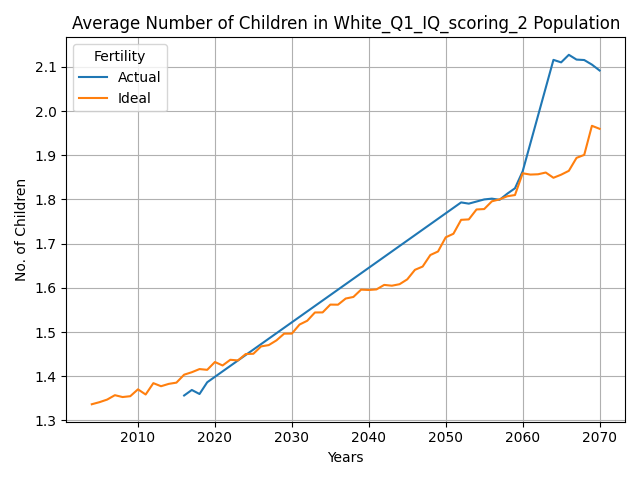 Average Number of Children in White_Q1_IQ_scoring_2 Population
Fertility
Actual
Ideal
No. of Children
2.1
2.0
1.9
1.8
1.7
1.6
1.5
1.4
1.3
2010 2020 2030 2040 2050 2060 2070
Years